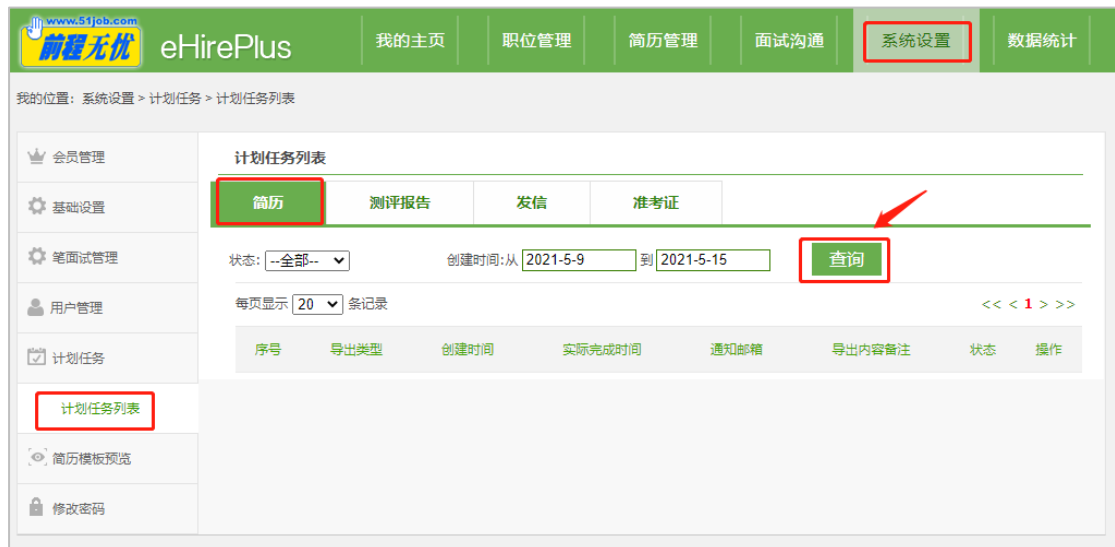 www.51job.com
前程无忧 eHirePlus 我的主页 职位管理 简历管理 面试沟通 系统设置 数据统计
我的位置：系统设置 > 计划任务 > 计划任务列表
会员管理
基础设置
笔面试管理
用户管理
计划任务
计划任务列表
简历模板预览
修改密码
计划任务列表
简历 测评报告 发信 准考证
状态: --全部-- 创建时间:从 2021-5-9 到 2021-5-15 查询
每页显示 20 条记录 << < 1 > >>
序号 导出类型 创建时间 实际完成时间 通知邮箱 导出内容备注 状态 操作